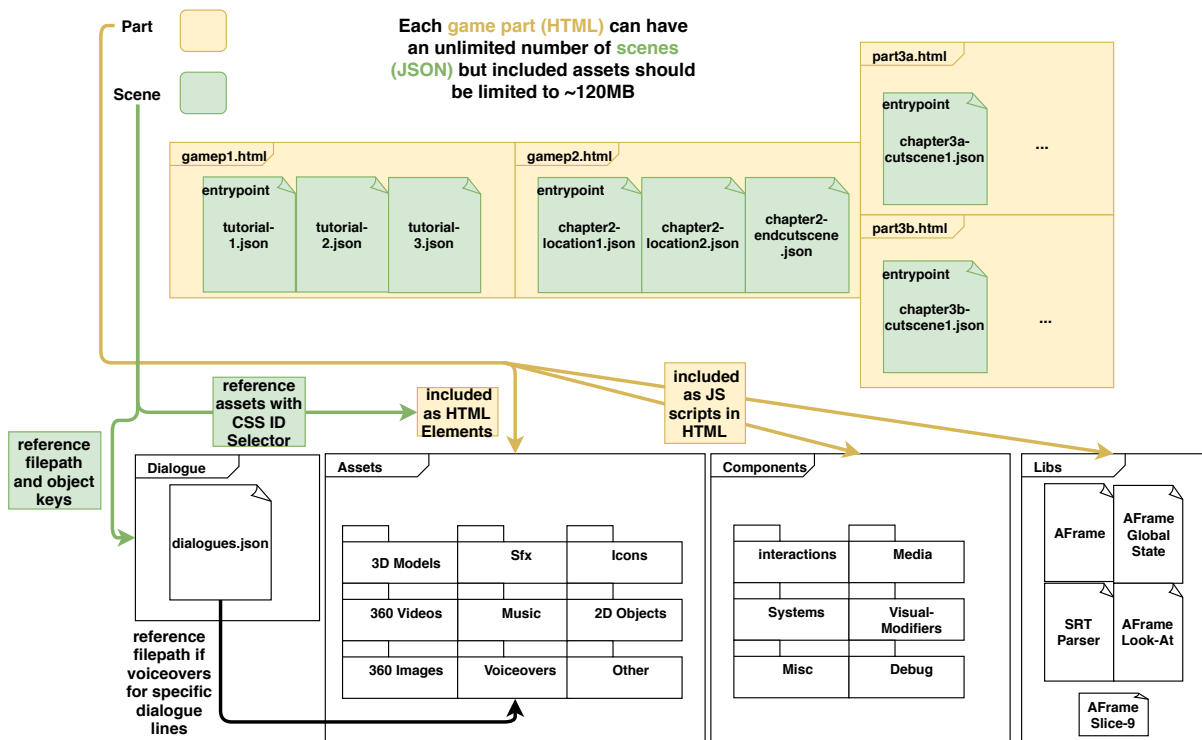 Part
Scene
Each game part (HTML) can have
an unlimited number of scenes
(JSON) but included assets should
be limited to ~120MB
gamep1.html
entrypoint
tutorial-
1.json
tutorial-
2.json
tutorial-
3.json
gamep2.html
entrypoint
chapter2-
location1.json
chapter2-
location2.json
chapter2-
endcutscene
.json
part3a.html
entrypoint
chapter3a-
cutscene1.json
...
part3b.html
entrypoint
chapter3b-
cutscene1.json
...
reference
assets with
CSS ID
Selector
included
as HTML
Elements
included
as JS
scripts in
HTML
reference
filepath
and object
keys
Dialogue
dialogues.json
reference
filepath if
voiceovers
for specific
dialogue
lines
Assets
3D Models
Sfx
Icons
360 Videos
Music
2D Objects
360 Images
Voiceovers
Other
Components
interactions
Media
Systems
Visual-
Modifiers
Misc
Debug
Libs
AFrame
AFrame
Global
State
SRT
Parser
AFrame
Look-At
AFrame
Slice-9